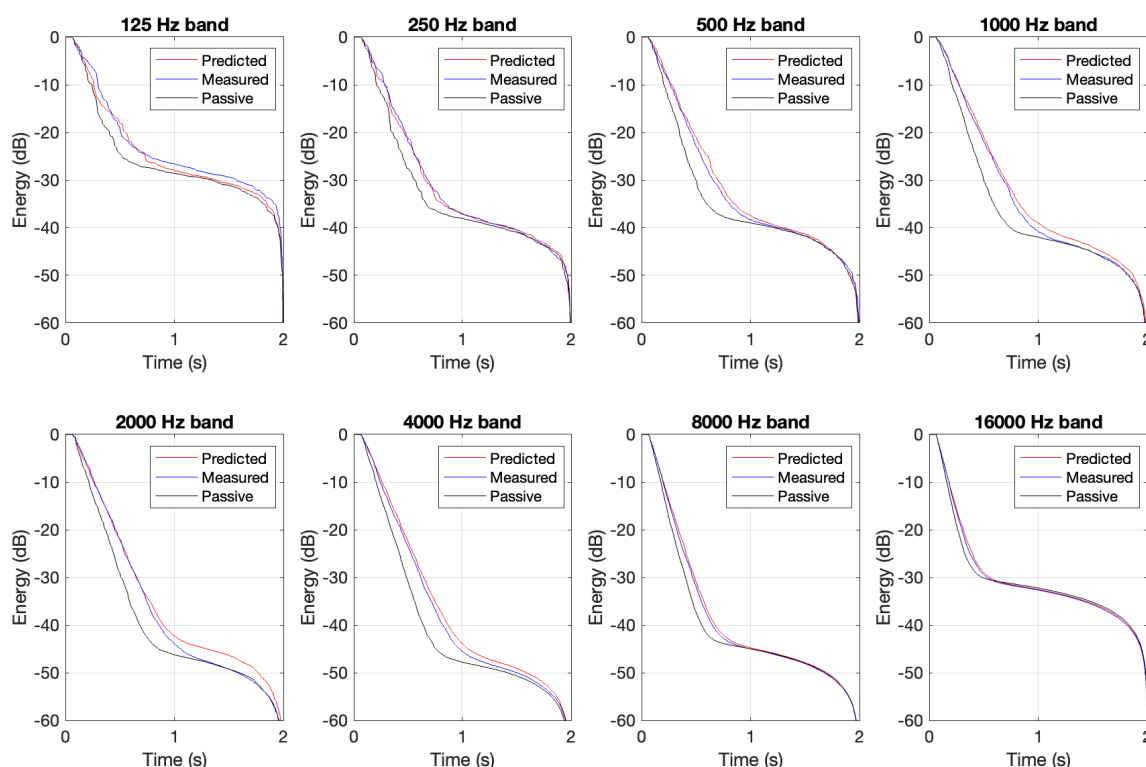 125 Hz band
0
-10
-20
-30
-40
-50
-60
Energy (dB)
Predicted
Measured
Passive
0
1
2
Time (s)
250 Hz band
0
-10
-20
-30
-40
-50
-60
Energy (dB)
Predicted
Measured
Passive
0
1
2
Time (s)
500 Hz band
0
-10
-20
-30
-40
-50
-60
Energy (dB)
Predicted
Measured
Passive
0
1
2
Time (s)
1000 Hz band
0
-10
-20
-30
-40
-50
-60
Energy (dB)
Predicted
Measured
Passive
0
1
2
Time (s)
2000 Hz band
0
-10
-20
-30
-40
-50
-60
Energy (dB)
Predicted
Measured
Passive
0
1
2
Time (s)
4000 Hz band
0
-10
-20
-30
-40
-50
-60
Energy (dB)
Predicted
Measured
Passive
0
1
2
Time (s)
8000 Hz band
0
-10
-20
-30
-40
-50
-60
Energy (dB)
Predicted
Measured
Passive
0
1
2
Time (s)
16000 Hz band
0
-10
-20
-30
-40
-50
-60
Energy (dB)
Predicted
Measured
Passive
0
1
2
Time (s)